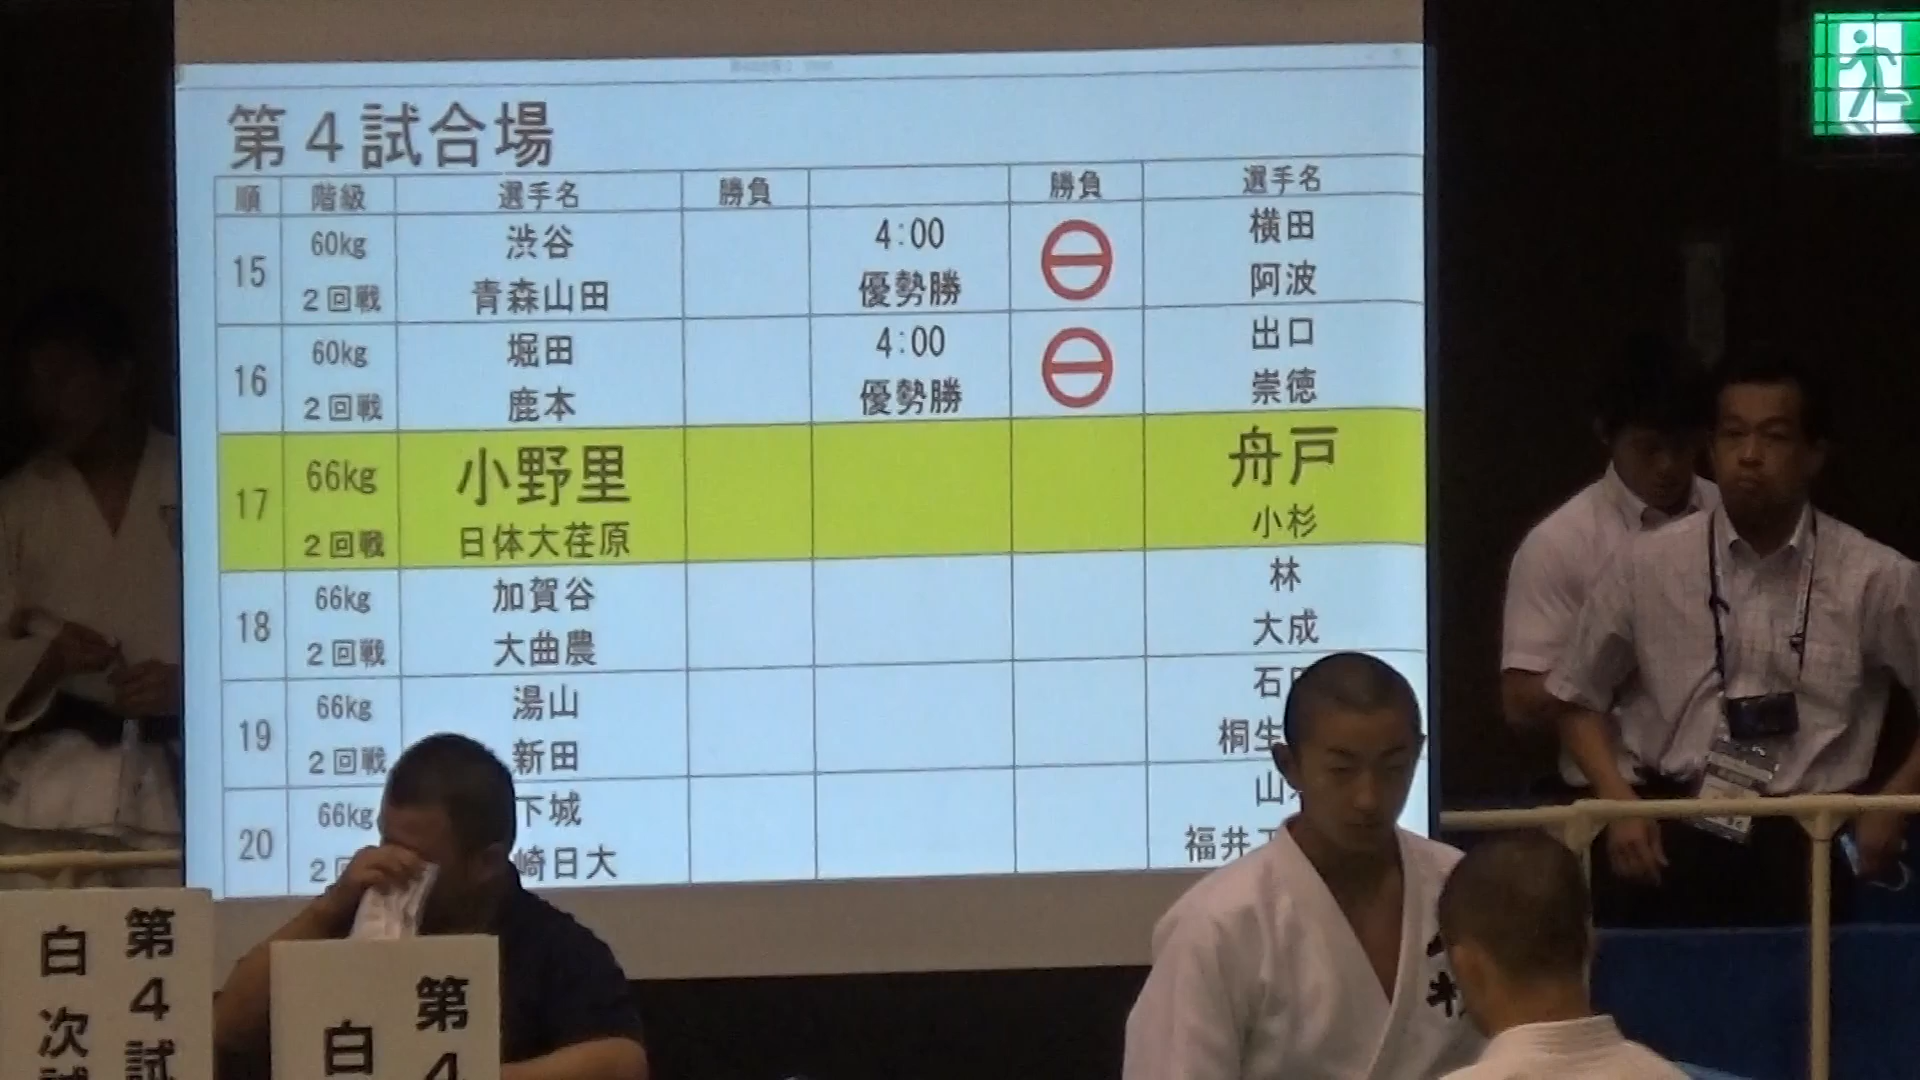 第4試合場
順 階級 選手名 勝負 勝負 選手名
15 60kg 渋谷 4:00 横田
2回戦 青森山田 優勢勝 阿波
16 60kg 堀田 4:00 出口
2回戦 鹿本 優勢勝 崇徳
17 66kg 小野里 舟戸
2回戦 日体大荏原 小杉
18 66kg 加賀谷 林
2回戦 大曲農 大成
19 66kg 湯山 石
2回戦 新田 桐生
20 66kg 下城 山
2 崎日大 福井
第4試
白 次試
第4
白